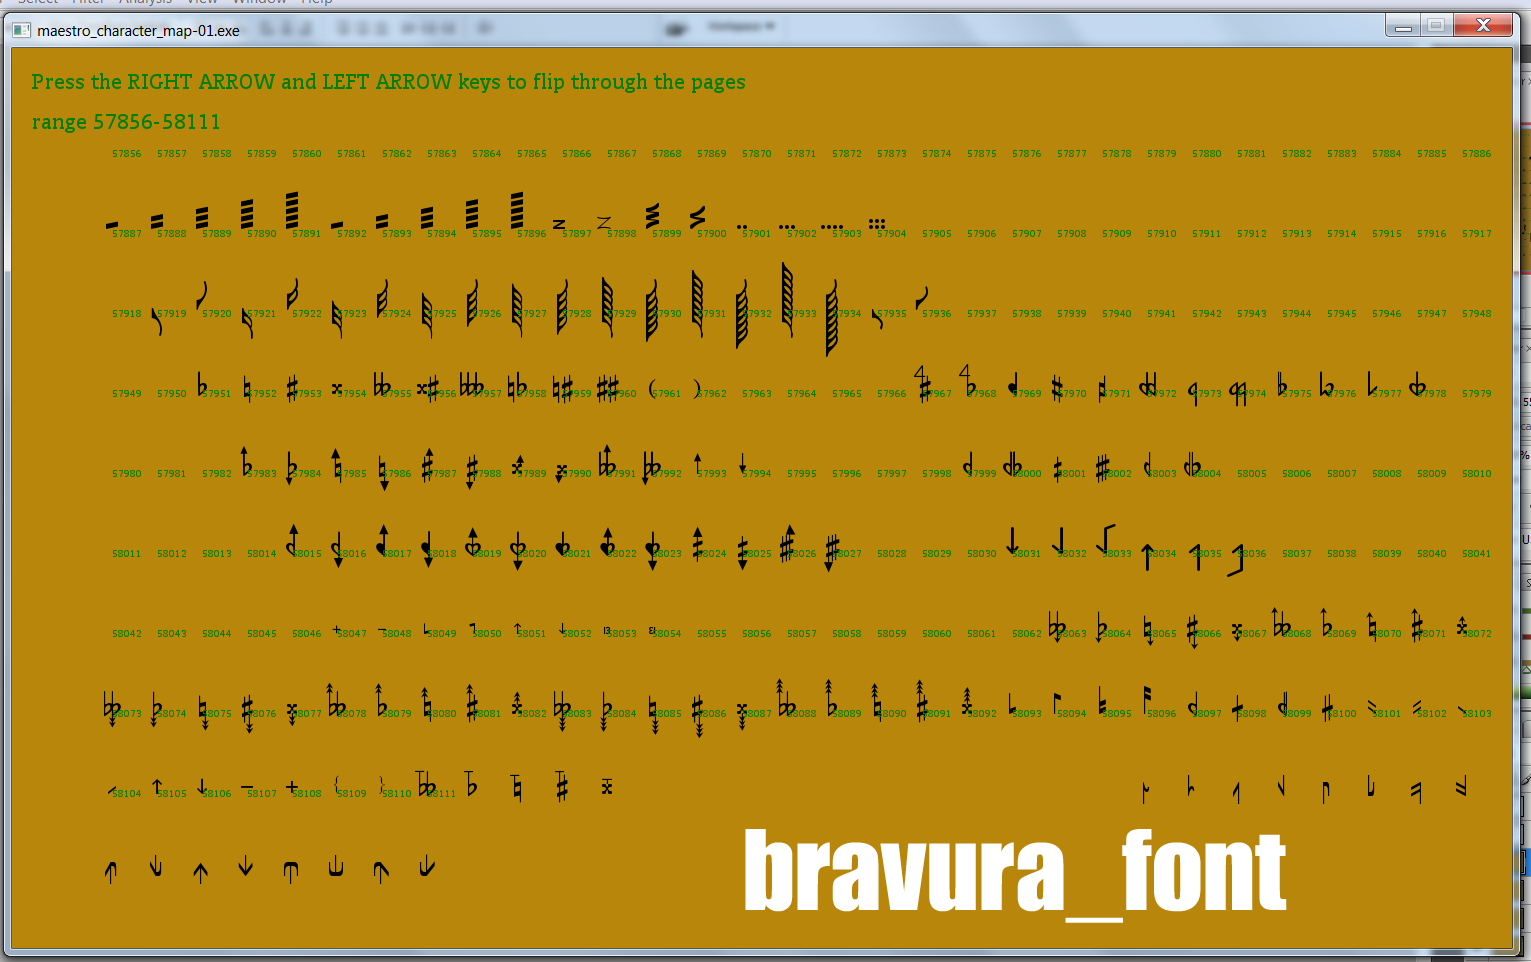 Select Filter Analysis View Window Help
Workspace
maestro_character_map-01.exe
Press the RIGHT ARROW and LEFT ARROW keys to flip through the pages
range 57856-58111
57856 57857 57858 57859 57860 57861 57862 57863 57864 57865 57866 57867 57868 57869 57870 57871 57872 57873 57874 57875 57876 57877 57878 57879 57880 57881 57882 57883 57884 57885 57886
57887 57888 57889 57890 57891 57892 57893 57894 57895 57896 57897 57898 57899 57900 57901 57902 57903 57904 57905 57906 57907 57908 57909 57910 57911 57912 57913 57914 57915 57916 57917
57918 57919 57920 57921 57922 57923 57924 57925 57926 57927 57928 57929 57930 57931 57932 57933 57934 57935 57936 57937 57938 57939 57940 57941 57942 57943 57944 57945 57946 57947 57948
57949 57950 57951 57952 57953 57954 57955 57956 57957 57958 57959 57960 57961 57962 57963 57964 57965 57966 57967 57968 57969 57970 57971 57972 57973 57974 57975 57976 57977 57978 57979
57980 57981 57982 57983 57984 57985 57986 57987 57988 57989 57990 57991 57992 57993 57994 57995 57996 57997 57998 57999 58000 58001 58002 58003 58004 58005 58006 58007 58008 58009 58010
58011 58012 58013 58014 58015 58016 58017 58018 58019 58020 58021 58022 58023 58024 58025 58026 58027 58028 58029 58030 58031 58032 58033 58034 58035 58036 58037 58038 58039 58040 58041
58042 58043 58044 58045 58046 58047 58048 58049 58050 58051 58052 58053 58054 58055 58056 58057 58058 58059 58060 58061 58062 58063 58064 58065 58066 58067 58068 58069 58070 58071 58072
58073 58074 58075 58076 58077 58078 58079 58080 58081 58082 58083 58084 58085 58086 58087 58088 58089 58090 58091 58092 58093 58094 58095 58096 58097 58098 58099 58100 58101 58102 58103
58104 58105 58106 58107 58108 58109 58110 58111
bravura_font